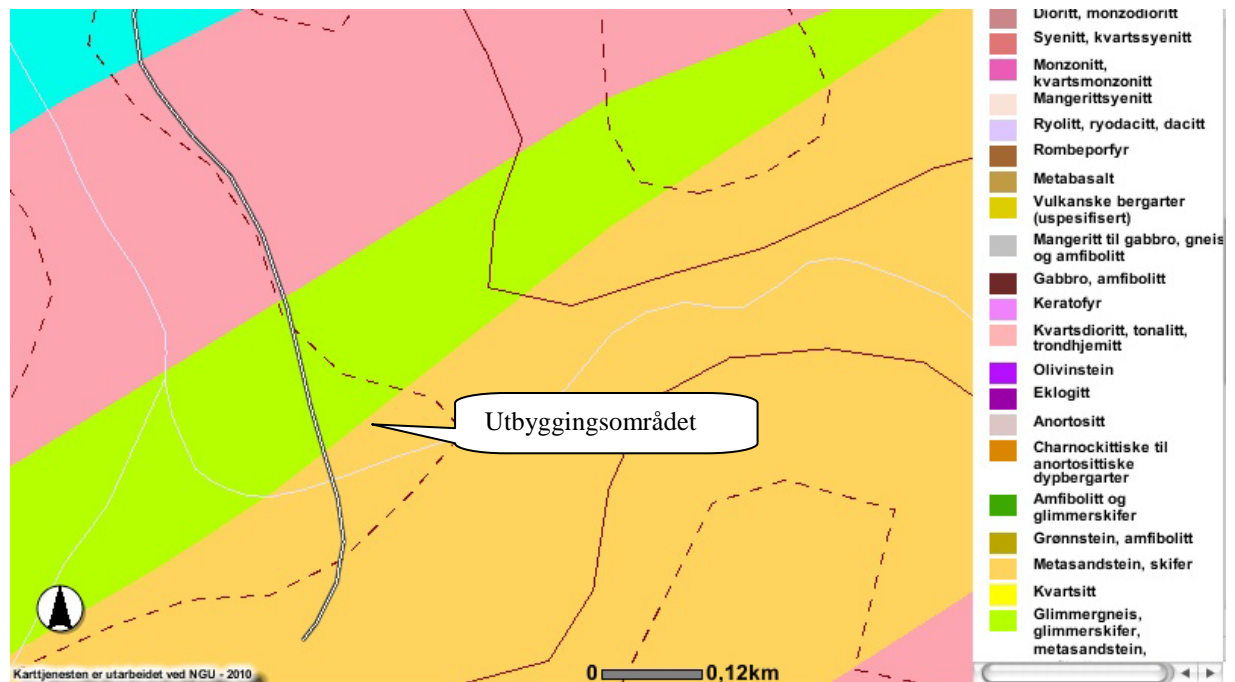 Utbyggingsområdet
Karttjenesten er utarbeidet ved NGU - 2010
0
0,12km
Dioritt, monzodioritt
Syenitt, kvartssyenitt
Monzonitt,
kvartsmonzonitt
Mangerittsyenitt
Ryolitt, ryodacitt, dacitt
Rombeporfyr
Metabasalt
Vulkanske bergarter
(uspesifisert)
Mangeritt til gabbro, gneis
og amfibolitt
Gabbro, amfibolitt
Keratofyr
Kvartsdioritt, tonalitt,
trondhjemitt
Olivinstein
Eklogitt
Anortositt
Charnockittiske til
anortosittiske
dypbergarter
Amfibolitt og
glimmerskifer
Grønnstein, amfibolitt
Metasandstein, skifer
Kvartsitt
Glimmergneis,
glimmerskifer,
metasandstein,